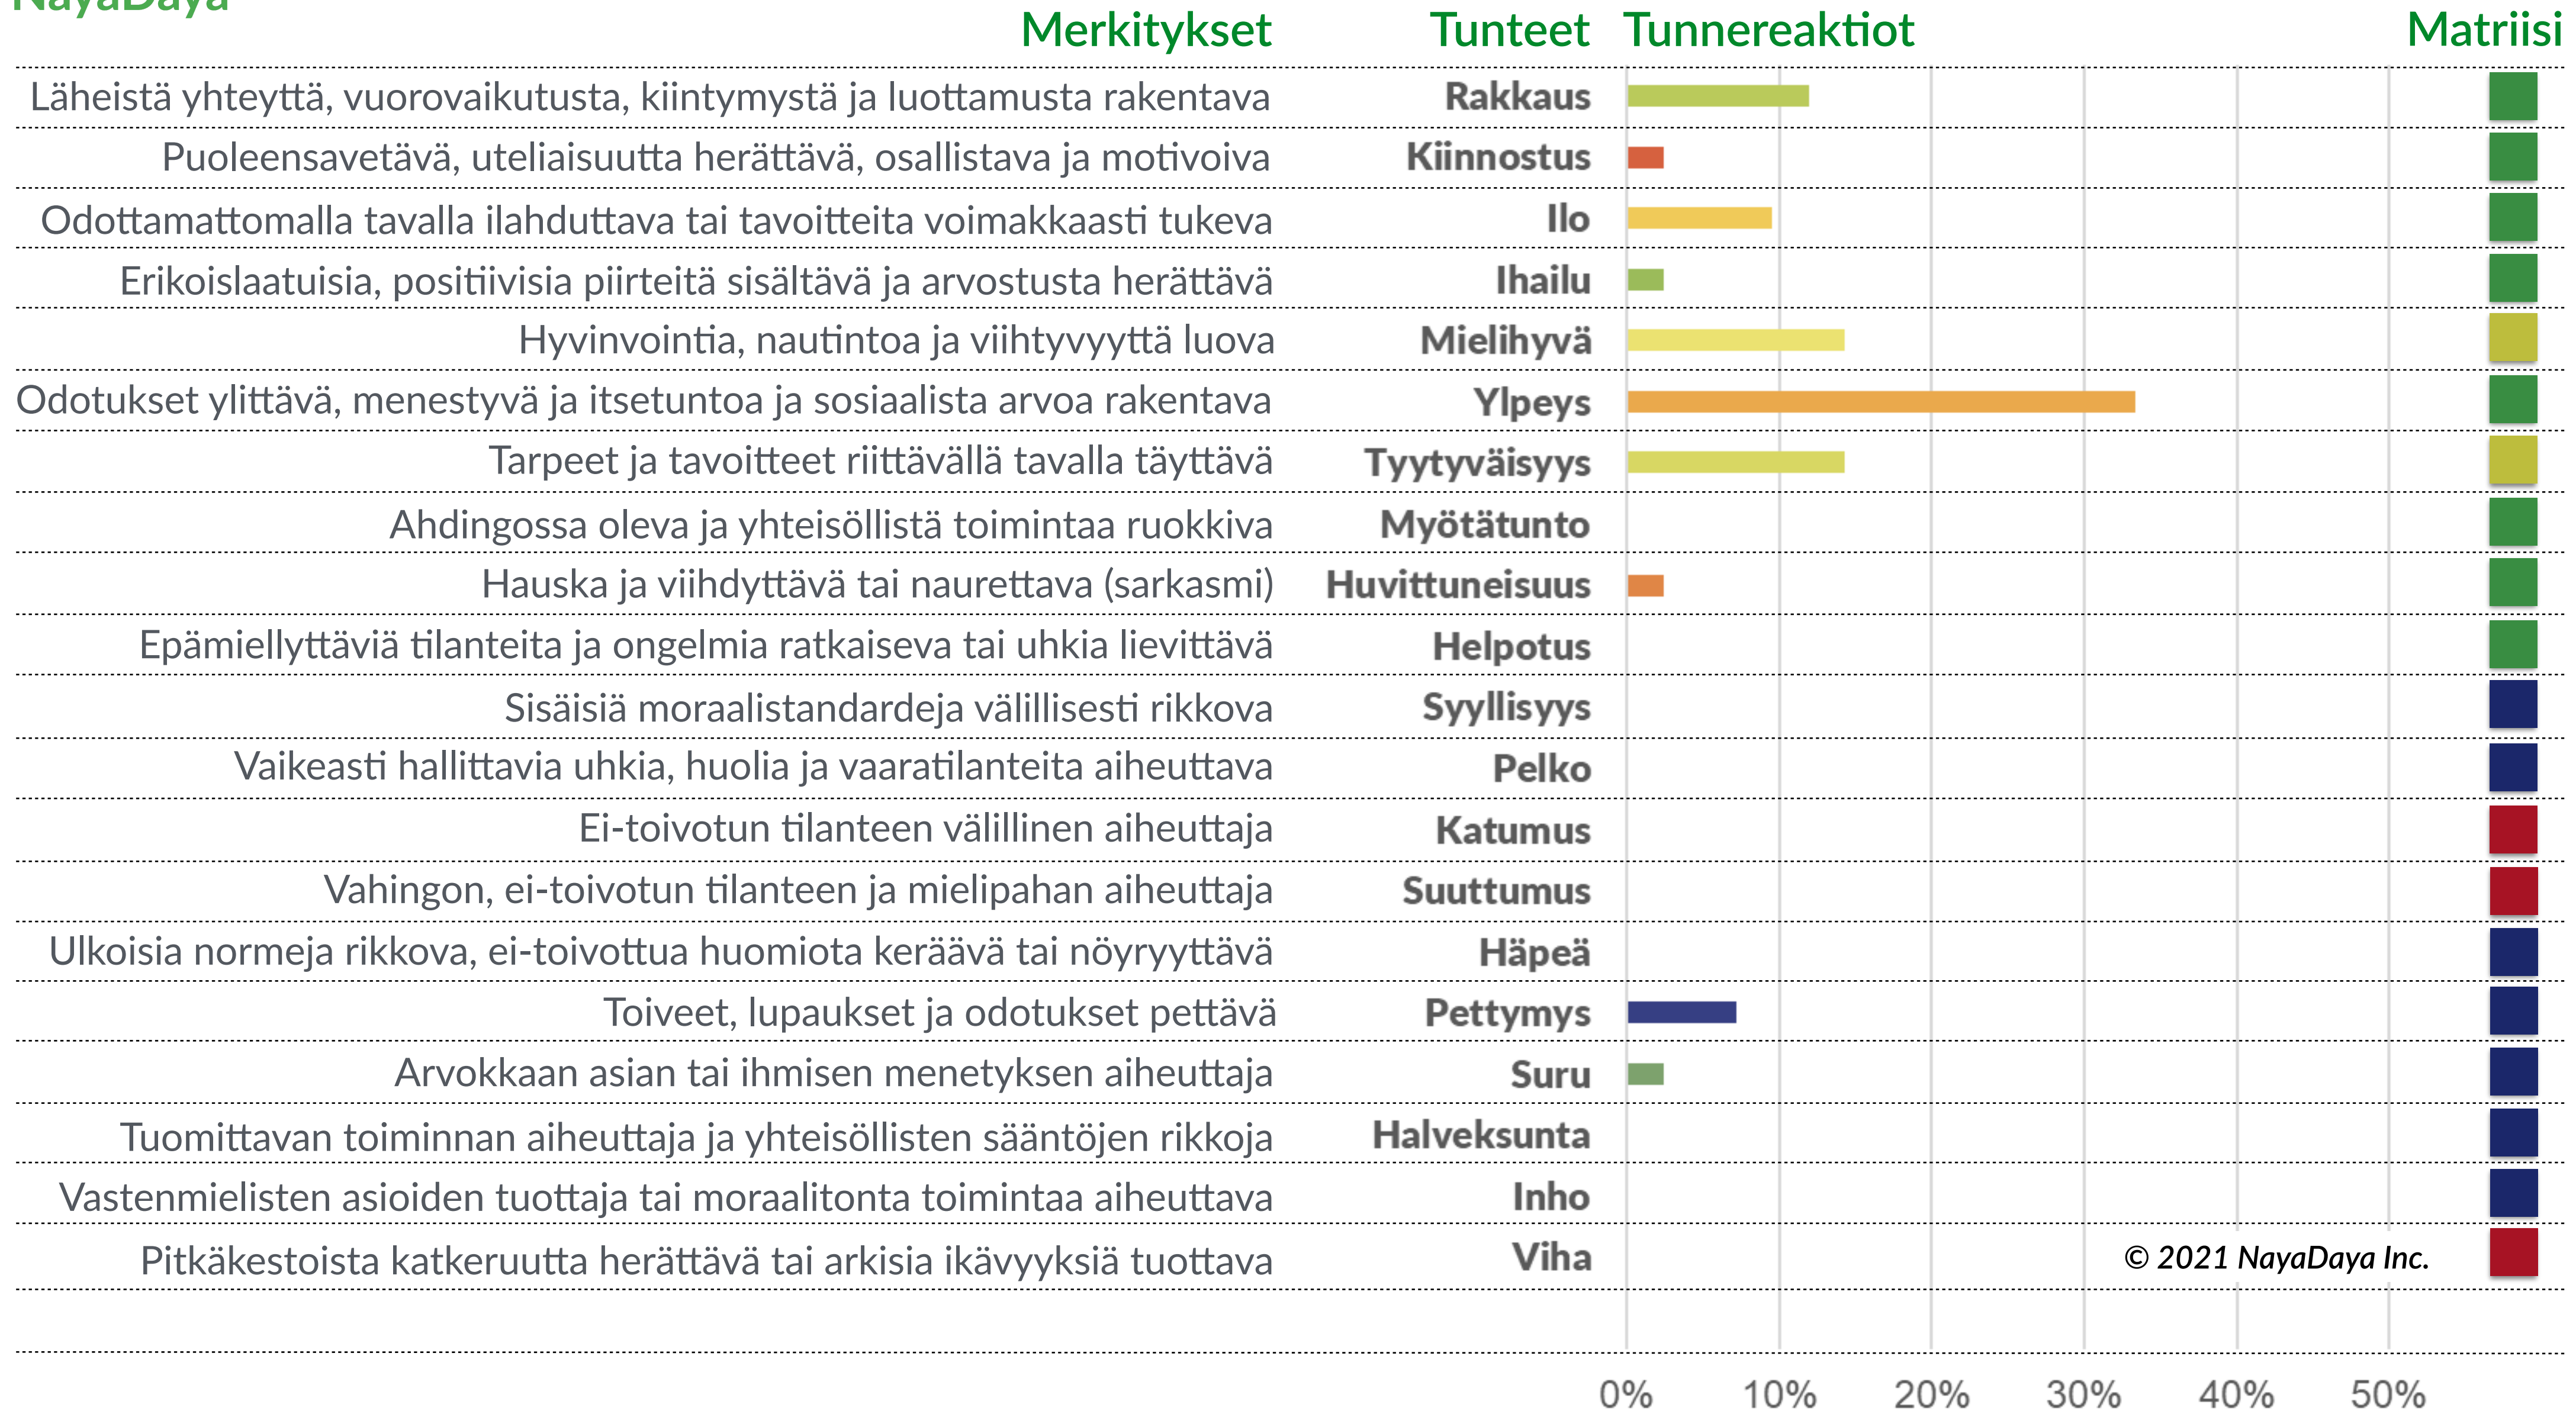 NayaDaya
Merkitykset Tunteet Tunnereaktiot Matriisi
Läheistä yhteyttä, vuorovaikutusta, kiintymystä ja luottamusta rakentava Rakkaus
Puoleensavetävä, uteliaisuutta herättävä, osallistava ja motivoiva Kiinnostus
Odottamattomalla tavalla ilahduttava tai tavoitteita voimakkaasti tukeva Ilo
Erikoislaatuisia, positiivisia piirteitä sisältävä ja arvostusta herättävä Ihailu
Hyvinvointia, nautintoa ja viihtyvyyttä luova Mielihyvä
Odotukset ylittävä, menestyvä ja itsetuntoa ja sosiaalista arvoa rakentava Ylpeys
Tarpeet ja tavoitteet riittävällä tavalla täyttävä Tyytyväisyys
Ahdingossa oleva ja yhteisöllistä toimintaa ruokkiva Myötätunto
Hauska ja viihdyttävä tai naurettava (sarkasmi) Huvittuneisuus
Epämiellyttäviä tilanteita ja ongelmia ratkaiseva tai uhkia lievittävä Helpotus
Sisäisiä moraalistandardeja välillisesti rikkova Syyllisyys
Vaikeasti hallittavia uhkia, huolia ja vaaratilanteita aiheuttava Pelko
Ei-toivotun tilanteen välillinen aiheuttaja Katumus
Vahingon, ei-toivotun tilanteen ja mielipahan aiheuttaja Suuttumus
Ulkoisia normeja rikkova, ei-toivottua huomiota keräävä tai nöyryyttävä Häpeä
Toiveet, lupaukset ja odotukset pettävä Pettymys
Arvokkaan asian tai ihmisen menetyksen aiheuttaja Suru
Tuomittavan toiminnan aiheuttaja ja yhteisöllisten sääntöjen rikkoja Halveksunta
Vastenmielisten asioiden tuottaja tai moraalitonta toimintaa aiheuttava Inho
Pitkäkestoista katkeruutta herättävä tai arkisia ikävyyksiä tuottava Viha © 2021 NayaDaya Inc.
0% 10% 20% 30% 40% 50%